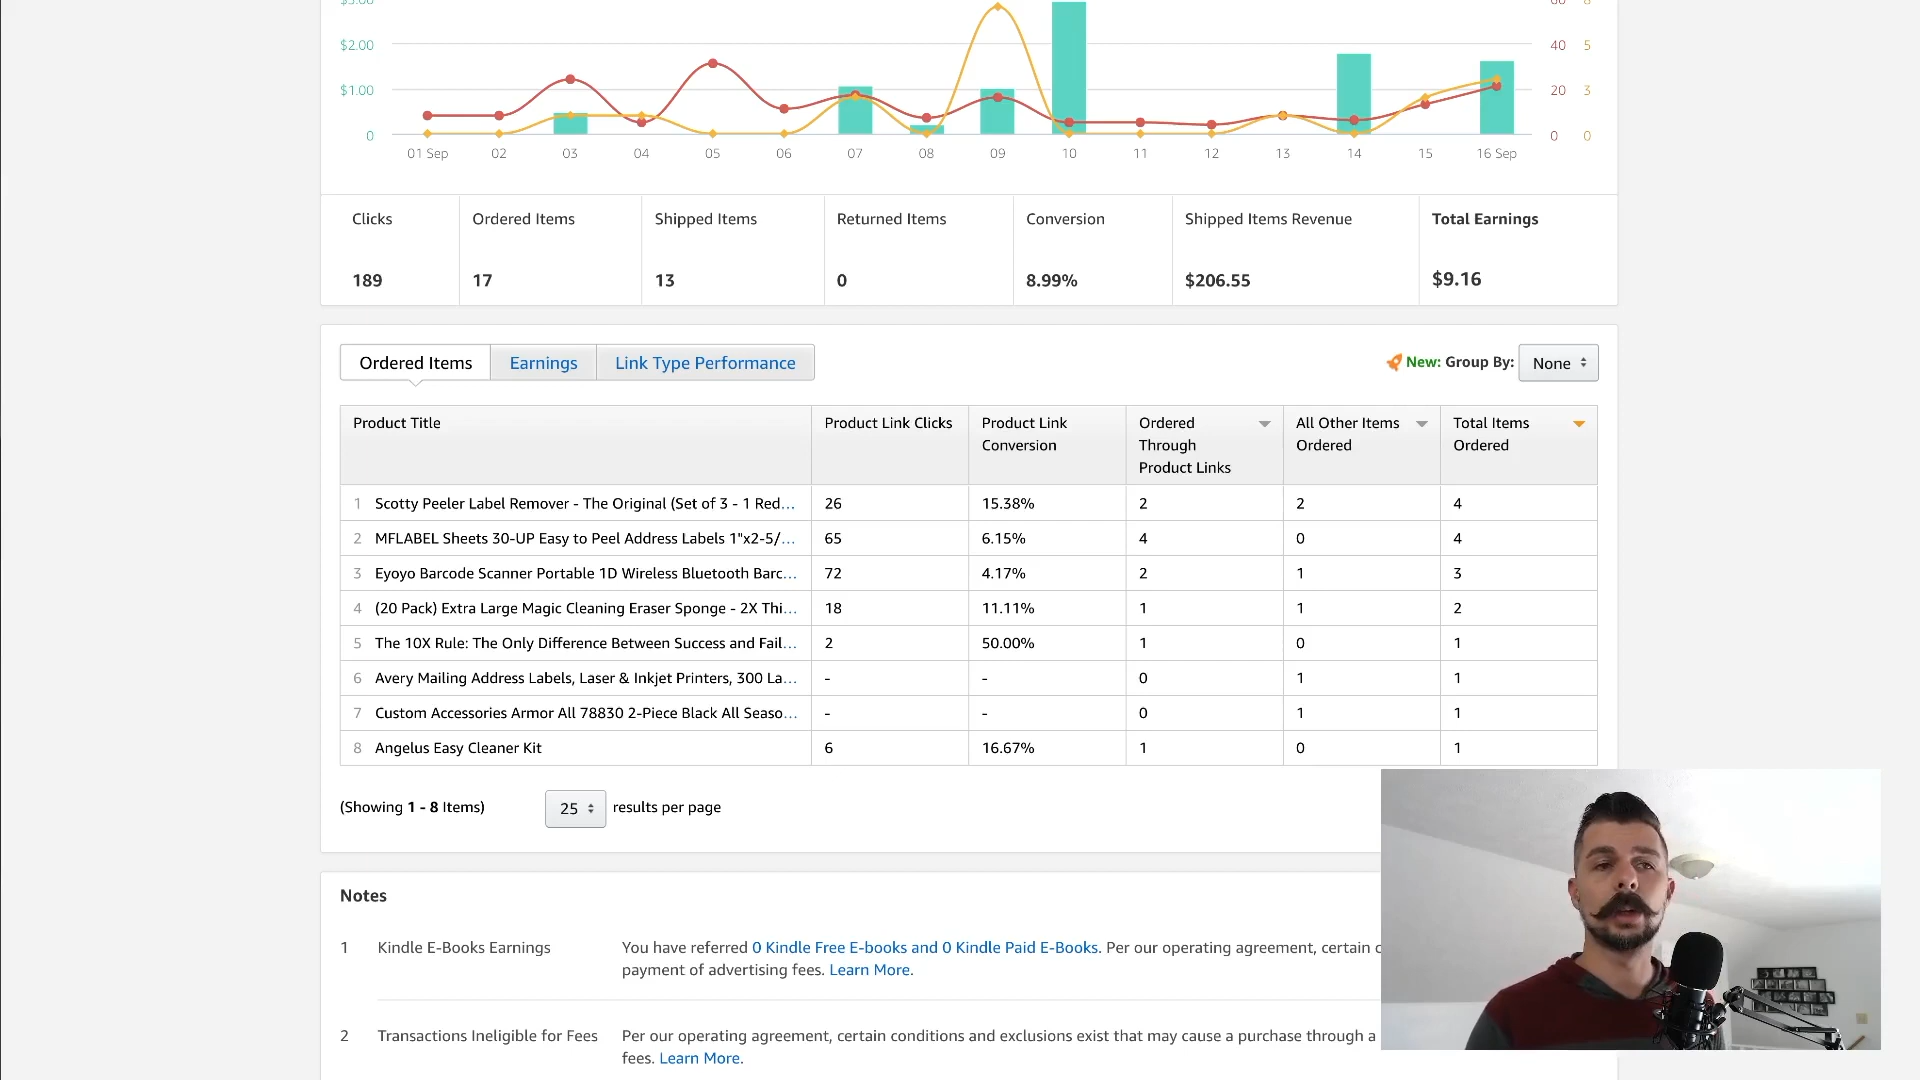 $3.00 60 8
$2.00 40 5
$1.00 20 3
0 0 0
01 Sep 02 03 04 05 06 07 08 09 10 11 12 13 14 15 16 Sep
Clicks Ordered Items Shipped Items Returned Items Conversion Shipped Items Revenue Total Earnings
189 17 13 0 8.99% $206.55 $9.16
Ordered Items Earnings Link Type Performance New: Group By: None
Product Title Product Link Clicks Product Link Ordered All Other Items Total Items
Conversion Through Ordered Ordered
Product Links
1 Scotty Peeler Label Remover - The Original (Set of 3 - 1 Red... 26 15.38% 2 2 4
2 MFLABEL Sheets 30-UP Easy to Peel Address Labels 1"x2-5/... 65 6.15% 4 0 4
3 Eyoyo Barcode Scanner Portable 1D Wireless Bluetooth Barc... 72 4.17% 2 1 3
4 (20 Pack) Extra Large Magic Cleaning Eraser Sponge - 2X Thi... 18 11.11% 1 1 2
5 The 10X Rule: The Only Difference Between Success and Fail... 2 50.00% 1 0 1
6 Avery Mailing Address Labels, Laser & Inkjet Printers, 300 La... - - 0 1 1
7 Custom Accessories Armor All 78830 2-Piece Black All Seaso... - - 0 1 1
8 Angelus Easy Cleaner Kit 6 16.67% 1 0 1
(Showing 1 - 8 Items) 25 results per page
Notes
1 Kindle E-Books Earnings You have referred 0 Kindle Free E-books and 0 Kindle Paid E-Books. Per our operating agreement, certain c
payment of advertising fees. Learn More.
2 Transactions Ineligible for Fees Per our operating agreement, certain conditions and exclusions exist that may cause a purchase through a
fees. Learn More.